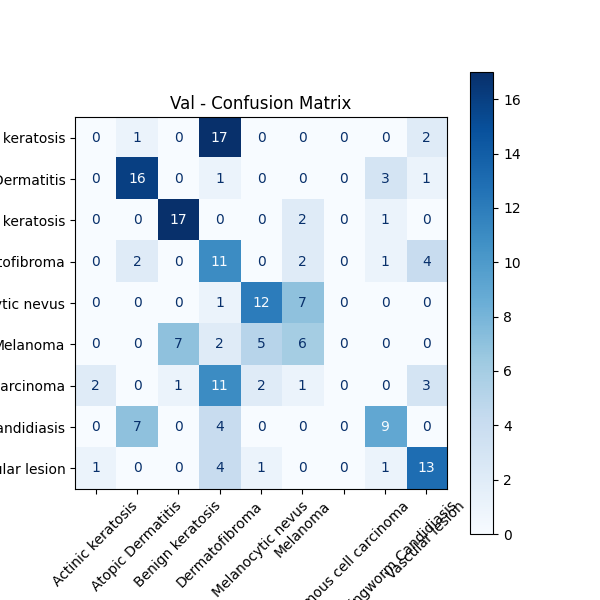 Val - Confusion Matrix
keratosis 0 1 0 17 0 0 0 0 2
Dermatitis 0 16 0 1 0 0 0 3 1
keratosis 0 0 17 0 0 2 0 1 0
tofibroma 0 2 0 11 0 2 0 1 4
ytic nevus 0 0 0 1 12 7 0 0 0
Melanoma 0 0 7 2 5 6 0 0 0
arcinoma 2 0 1 11 2 1 0 0 3
andidiasis 0 7 0 4 0 0 0 9 0
ular lesion 1 0 0 4 1 0 0 1 13
Actinic keratosis
Atopic Dermatitis
Benign keratosis
Dermatofibroma
Melanocytic nevus
Melanoma
mous cell carcinoma
ngworm Candidiasis
Vascular lesion
16
14
12
10
8
6
4
2
0